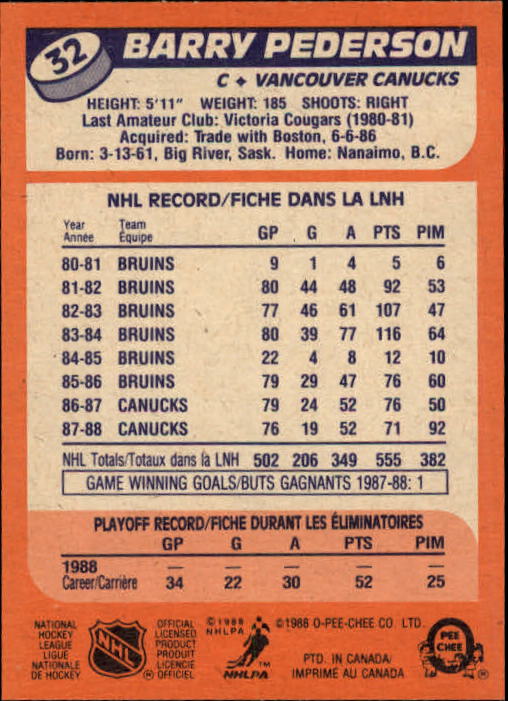 32 BARRY PEDERSON
C ♦ VANCOUVER CANUCKS
HEIGHT: 5'11" WEIGHT: 185 SHOOTS: RIGHT
Last Amateur Club: Victoria Cougars (1980-81)
Acquired: Trade with Boston, 6-6-86
Born: 3-13-61, Big River, Sask. Home: Nanaimo, B.C.
NHL RECORD/FICHE DANS LA LNH
Year Team
Année Équipe GP G A PTS PIM
80-81 BRUINS 9 1 4 5 6
81-82 BRUINS 80 44 48 92 53
82-83 BRUINS 77 46 61 107 47
83-84 BRUINS 80 39 77 116 64
84-85 BRUINS 22 4 8 12 10
85-86 BRUINS 79 29 47 76 60
86-87 CANUCKS 79 24 52 76 50
87-88 CANUCKS 76 19 52 71 92
NHL Totals/Totaux dans la LNH 502 206 349 555 382
GAME WINNING GOALS/BUTS GAGNANTS 1987-88: 1
PLAYOFF RECORD/FICHE DURANT LES ÉLIMINATOIRES
GP G A PTS PIM
1988 — — — — —
Career/Carrière 34 22 30 52 25
NATIONAL
HOCKEY
LEAGUE
LIGUE
NATIONALE
DE HOCKEY
NHL
®
OFFICIAL
LICENSED
PRODUCT
PRODUIT
LICENCIÉ
OFFICIEL
© 1988
NHLPA
™
NHLPA
© 1988 O-PEE-CHEE CO. LTD.
PTD. IN CANADA/
IMPRIMÉ AU CANADA
PEE
CHEE
®